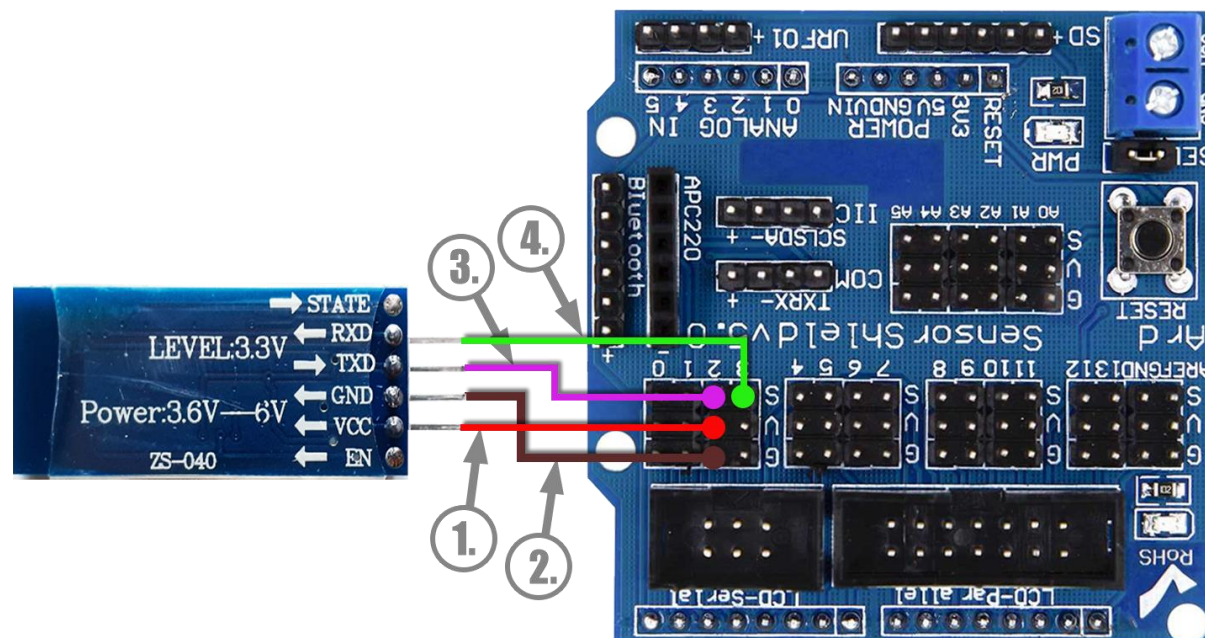 + URF01
+ SD
5 4 3 2 1 0
IN ANALOG
VIN GND 5V 3V3 RESET
POWER
PWR
SEL
Bluetooth
APC220
IIC
+ - SDA SCL
COM
+ - RX TX
A5 A4 A3 A2 A1 A0
S
V
G
RESET
Sensor Shield v5.0
Ard
+
-
0 1 2 3
4 5 6 7
8 9 10 11
12 13 GND AREF
S
V
G
LCD-Serial
LCD-Parallel
RoHS
STATE
RXD
LEVEL:3.3V
TXD
GND
Power:3.6V—6V
VCC
ZS-040
EN
1.
2.
3.
4.